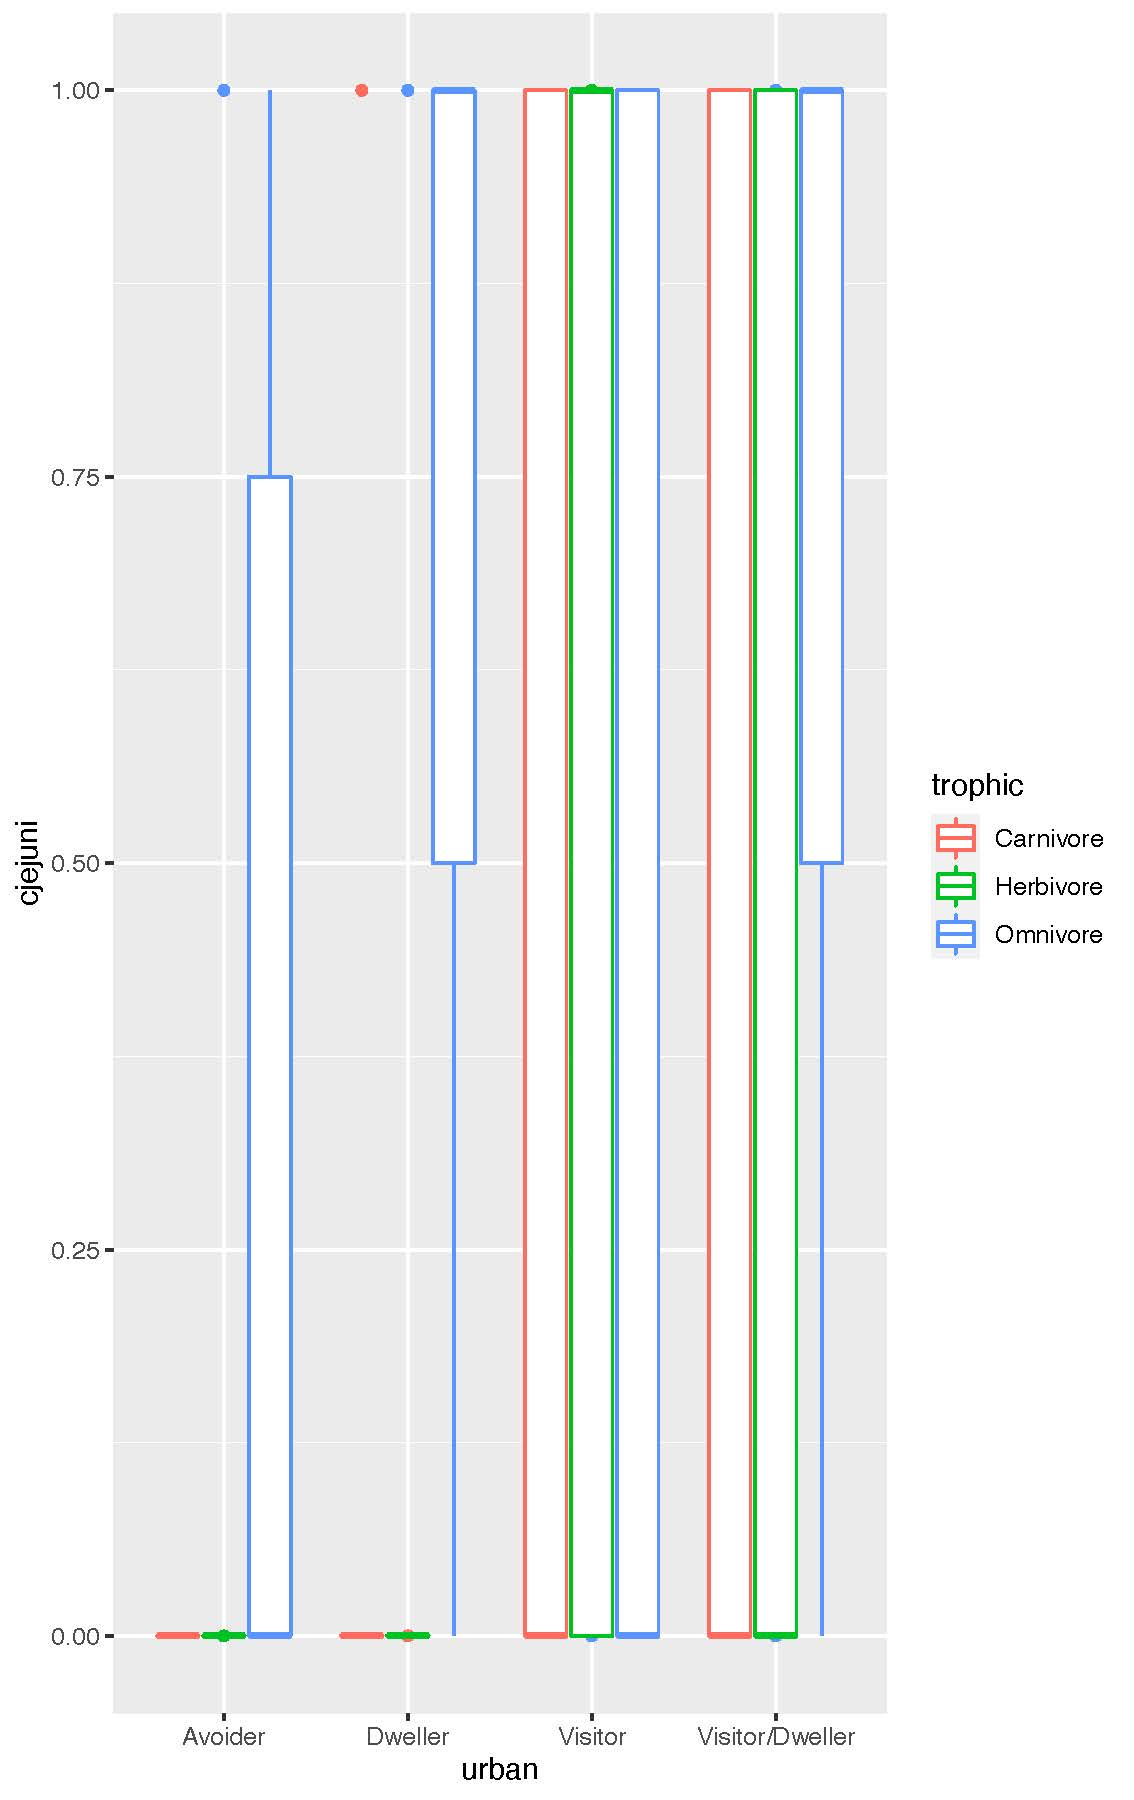 1.00
0.75
0.50
0.25
0.00
cjejuni
Avoider
Dweller
Visitor
Visitor/Dweller
urban
trophic
Carnivore
Herbivore
Omnivore